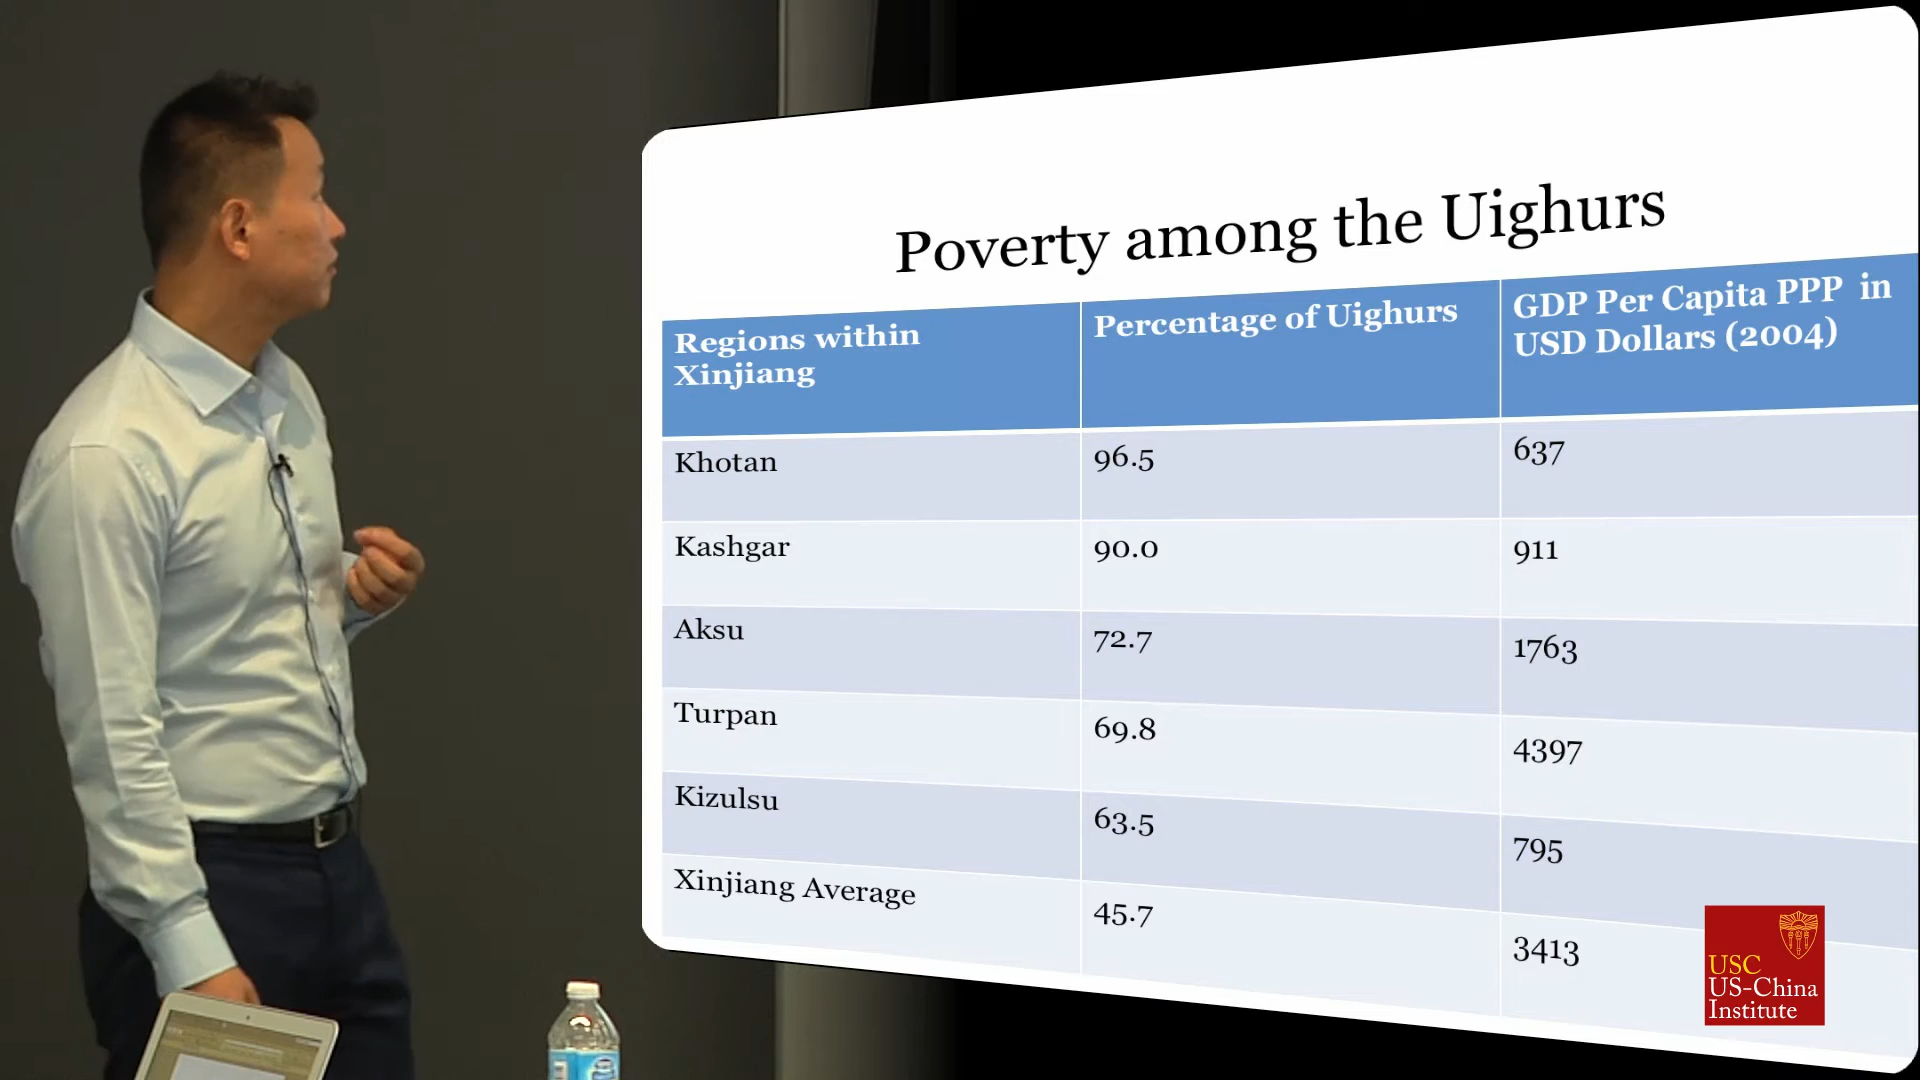 Poverty among the Uighurs
Regions within
Xinjiang
Percentage of Uighurs
GDP Per Capita PPP in
USD Dollars (2004)
Khotan
96.5
637
Kashgar
90.0
911
Aksu
72.7
1763
Turpan
69.8
4397
Kizulsu
63.5
795
Xinjiang Average
45.7
3413
USC
US-China
Institute